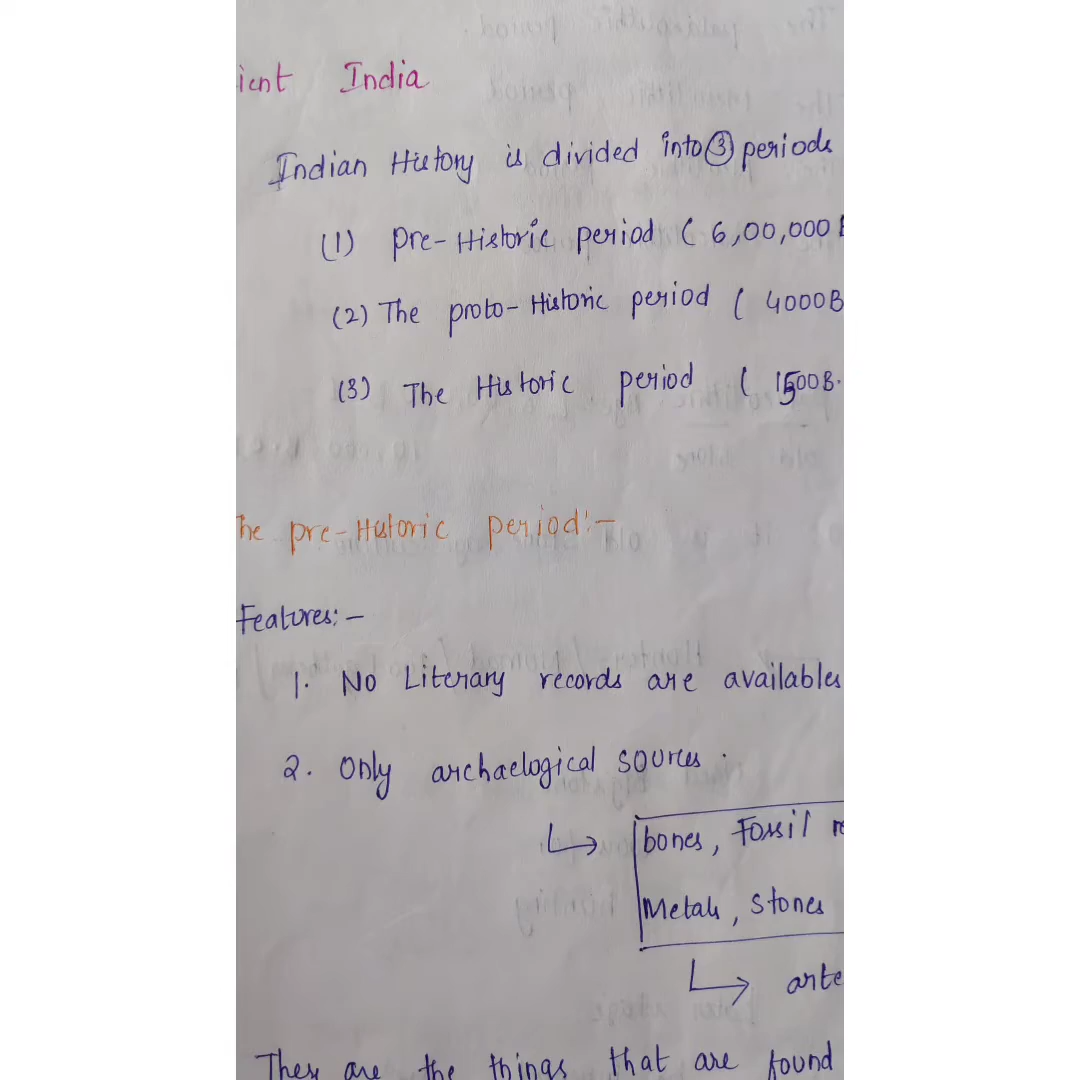 ient India
Indian History is divided into 3 periods
(1) Pre-Historic period ( 6,00,000
(2) The proto-Historic period ( 4000B
(3) The Historic period ( 1500B.
The pre-Historic period:-
Features:-
1. No Literary records are availables
2. Only archaelogical sources.
bones, Fossil re
Metals, Stones
arte
They are the things that are found